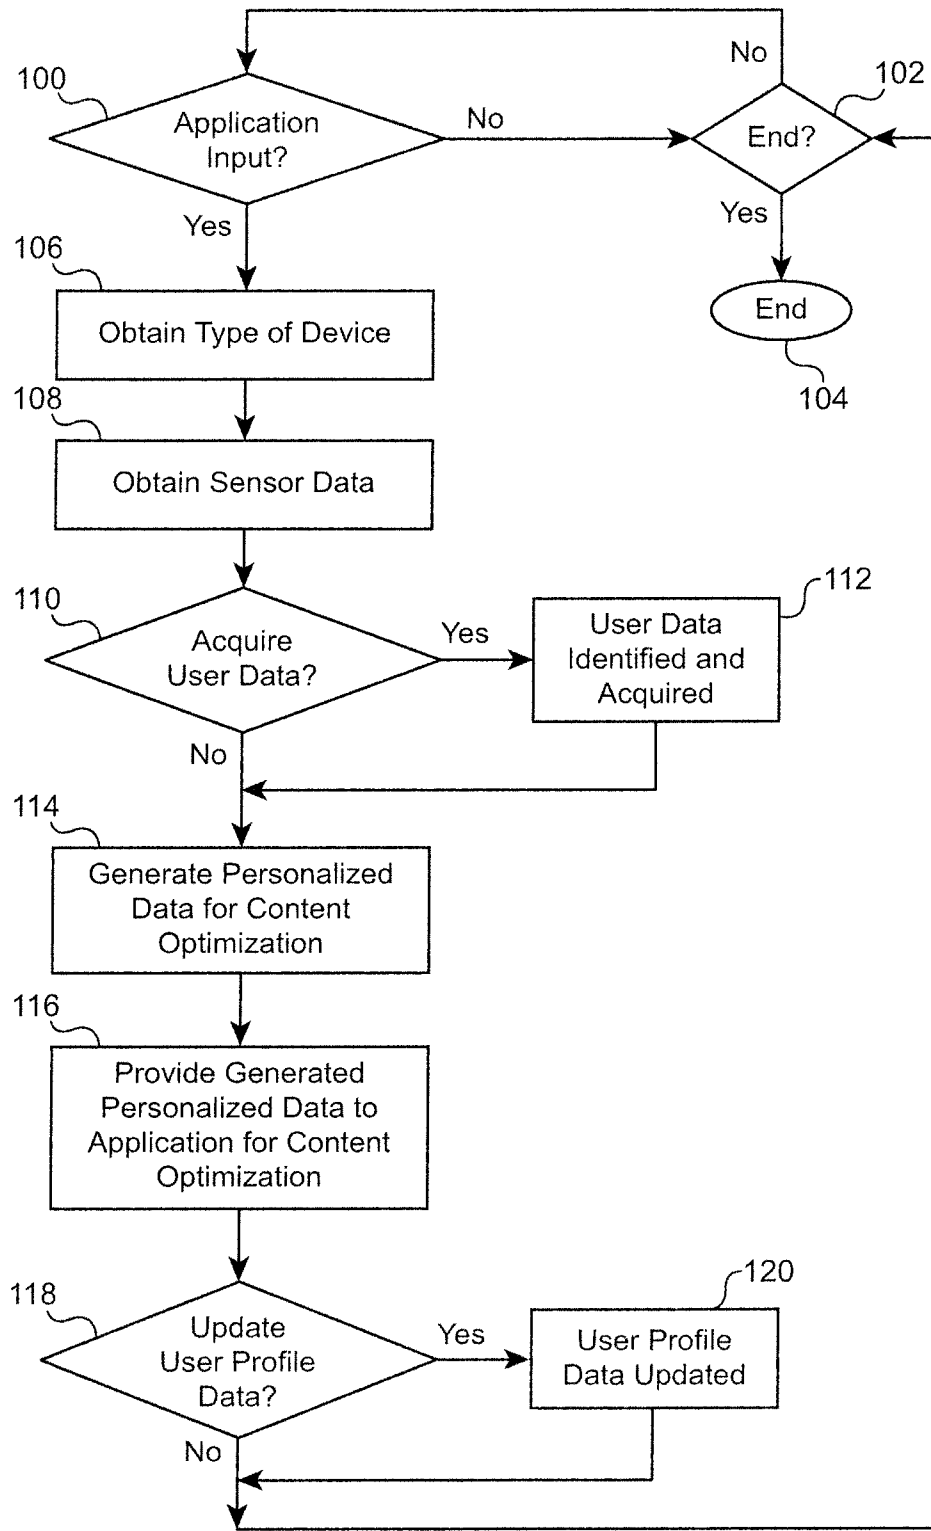 No
100
102
Application
Input?
No
End?
Yes
Yes
106
Obtain Type of Device
End
104
108
Obtain Sensor Data
110
112
Acquire
User Data?
Yes
User Data
Identified and
Acquired
No
114
Generate Personalized
Data for Content
Optimization
116
Provide Generated
Personalized Data to
Application for Content
Optimization
118
120
Update
User Profile
Data?
Yes
User Profile
Data Updated
No